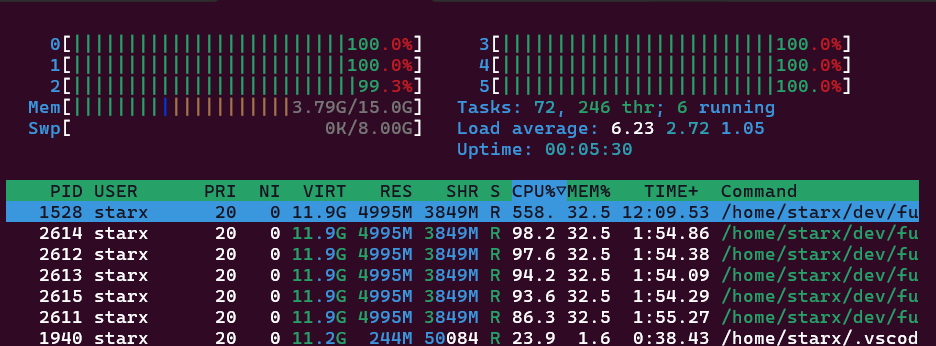 0[||||||||||||||||||||||||||100.0%] 3[||||||||||||||||||||||||||100.0%]
1[||||||||||||||||||||||||||100.0%] 4[||||||||||||||||||||||||||100.0%]
2[|||||||||||||||||||||||||||99.3%] 5[||||||||||||||||||||||||||100.0%]
Mem[|||||||||||||||||||||3.79G/15.0G] Tasks: 72, 246 thr; 6 running
Swp[ 0K/8.00G] Load average: 6.23 2.72 1.05
Uptime: 00:05:30
PID USER PRI NI VIRT RES SHR S CPU%▽MEM% TIME+ Command
1528 starx 20 0 11.9G 4995M 3849M R 558. 32.5 12:09.53 /home/starx/dev/fu
2614 starx 20 0 11.9G 4995M 3849M R 98.2 32.5 1:54.86 /home/starx/dev/fu
2612 starx 20 0 11.9G 4995M 3849M R 97.6 32.5 1:54.38 /home/starx/dev/fu
2613 starx 20 0 11.9G 4995M 3849M R 94.2 32.5 1:54.09 /home/starx/dev/fu
2615 starx 20 0 11.9G 4995M 3849M R 93.6 32.5 1:54.29 /home/starx/dev/fu
2611 starx 20 0 11.9G 4995M 3849M R 86.3 32.5 1:55.27 /home/starx/dev/fu
1940 starx 20 0 11.2G 244M 50084 R 23.9 1.6 0:38.43 /home/starx/.vscod